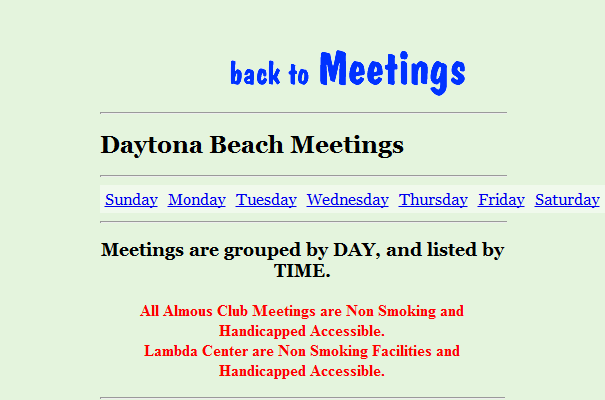 back to Meetings
Daytona Beach Meetings
Sunday Monday Tuesday Wednesday Thursday Friday Saturday
Meetings are grouped by DAY, and listed by
TIME.
All Almous Club Meetings are Non Smoking and
Handicapped Accessible.
Lambda Center are Non Smoking Facilities and
Handicapped Accessible.